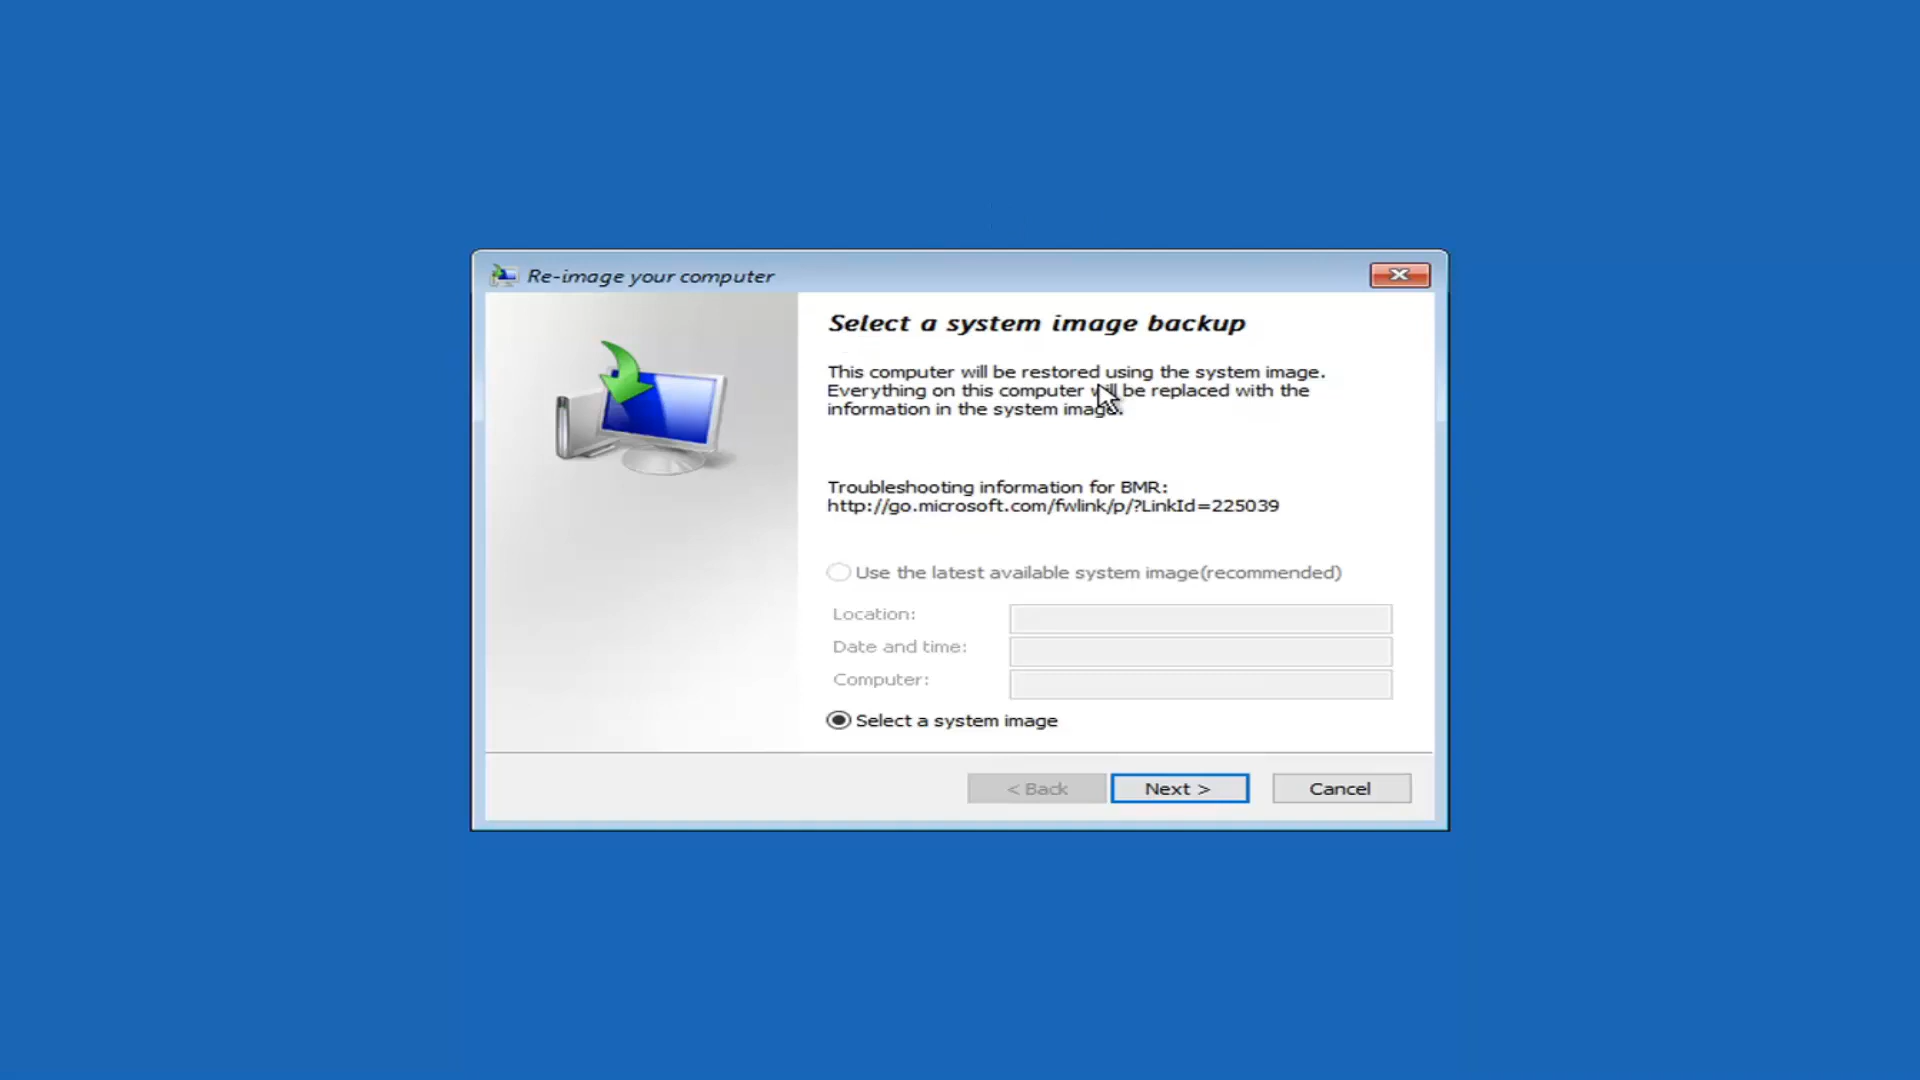 Re-image your computer
Select a system image backup
This computer will be restored using the system image.
Everything on this computer will be replaced with the
information in the system image.
Troubleshooting information for BMR:
http://go.microsoft.com/fwlink/p/?LinkId=225039
Use the latest available system image(recommended)
Location:
Date and time:
Computer:
Select a system image
< Back
Next >
Cancel